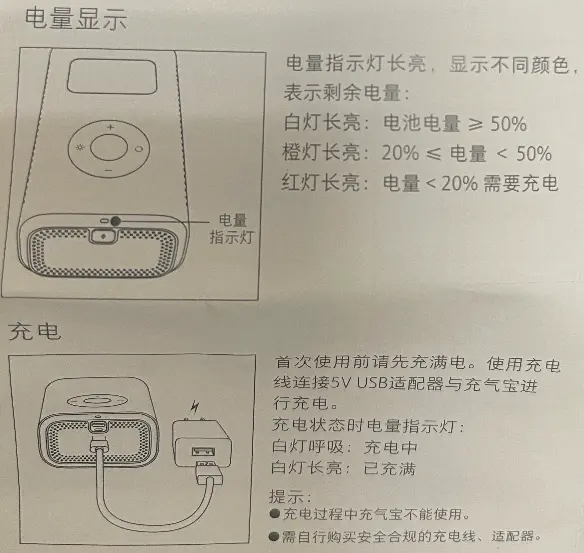 电量显示
电量指示灯长亮，显示不同颜色，
表示剩余电量：
白灯长亮：电池电量 ≥ 50%
橙灯长亮：20% ≤ 电量 < 50%
红灯长亮：电量 < 20% 需要充电
电量
指示灯
充电
首次使用前请先充满电。使用充电
线连接5V USB适配器与充气宝进
行充电。
充电状态时电量指示灯：
白灯呼吸：充电中
白灯长亮：已充满
提示：
●充电过程中充气宝不能使用。
●需自行购买安全合规的充电线、适配器。